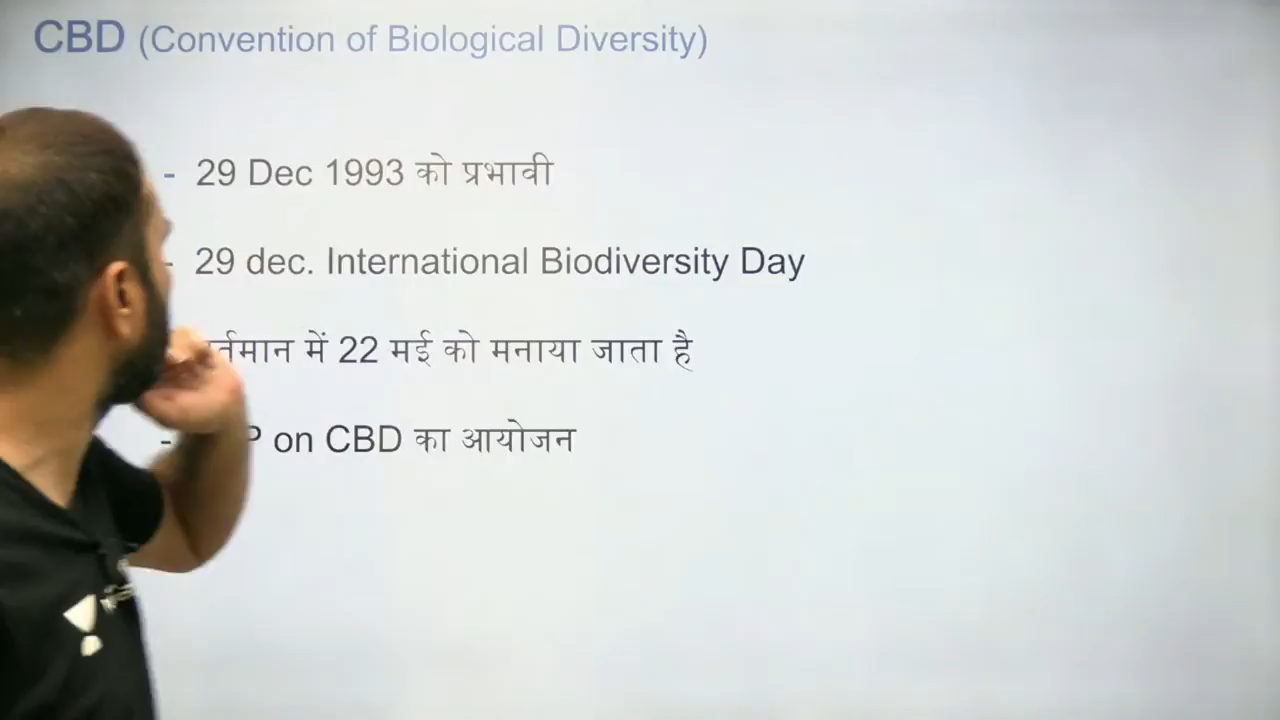 CBD (Convention of Biological Diversity)
- 29 Dec 1993 को प्रभावी
- 29 dec. International Biodiversity Day
में 22 मई को मनाया जाता है
- on CBD का आयोजन